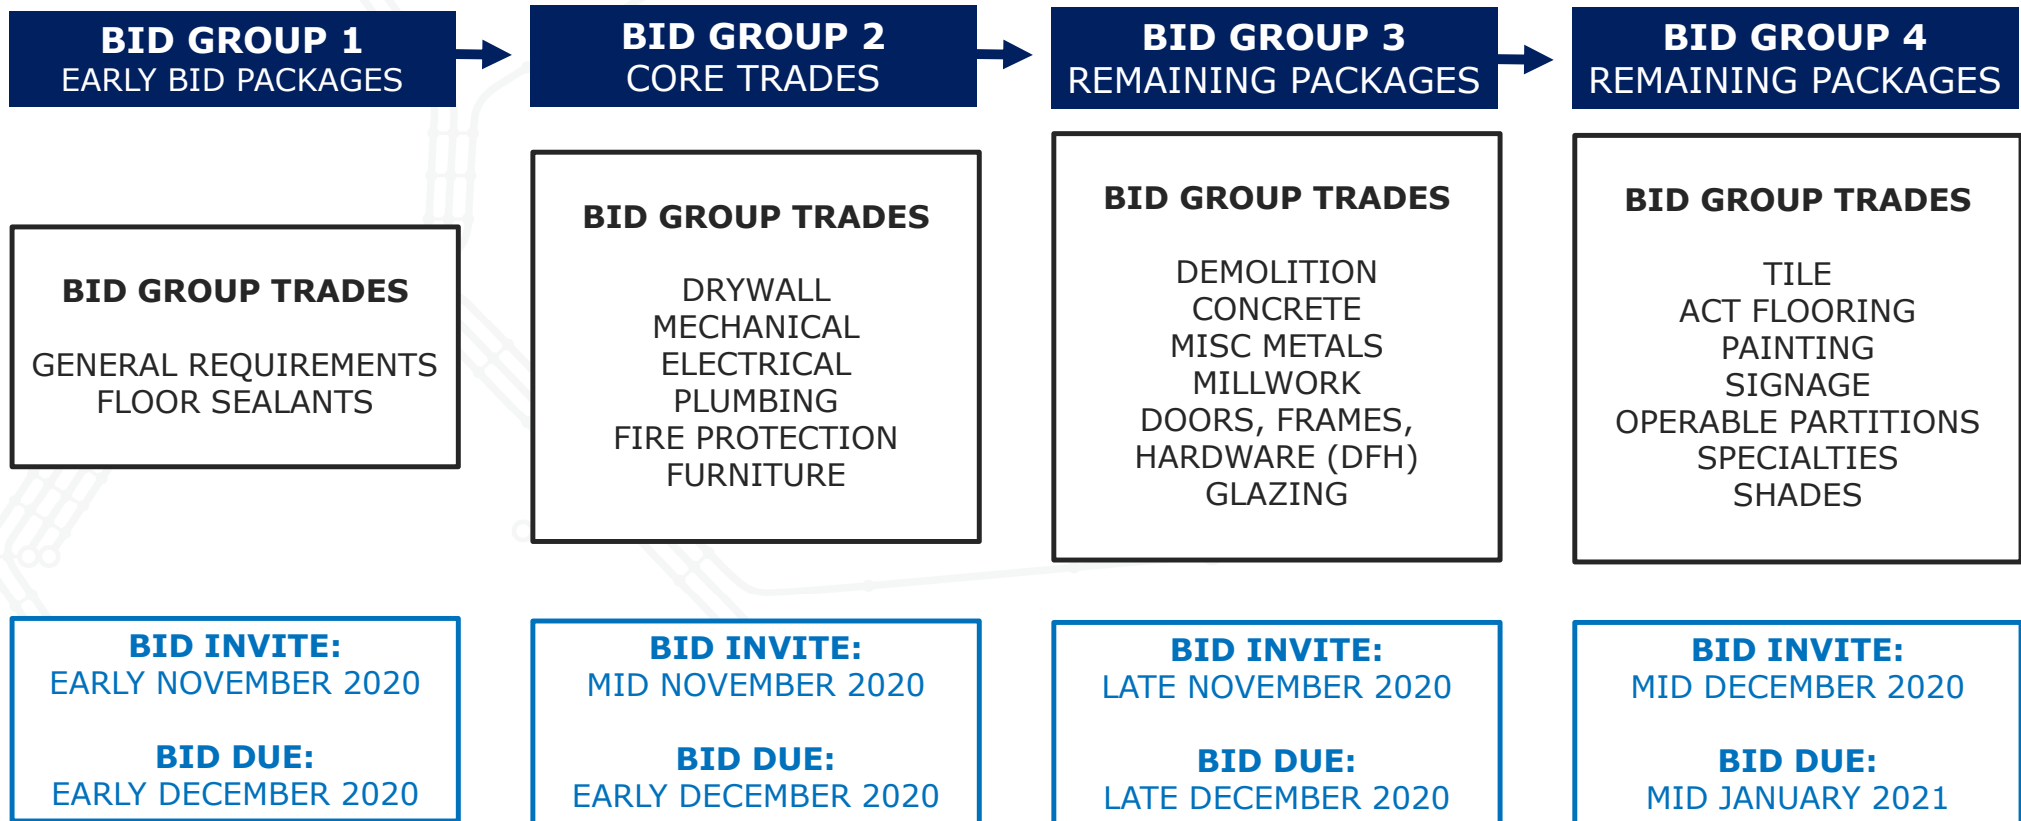 BID GROUP 1
EARLY BID PACKAGES
BID GROUP 2
CORE TRADES
BID GROUP 3
REMAINING PACKAGES
BID GROUP 4
REMAINING PACKAGES
BID GROUP TRADES
GENERAL REQUIREMENTS
FLOOR SEALANTS
BID GROUP TRADES
DRYWALL
MECHANICAL
ELECTRICAL
PLUMBING
FIRE PROTECTION
FURNITURE
BID GROUP TRADES
DEMOLITION
CONCRETE
MISC METALS
MILLWORK
DOORS, FRAMES,
HARDWARE (DFH)
GLAZING
BID GROUP TRADES
TILE
ACT FLOORING
PAINTING
SIGNAGE
OPERABLE PARTITIONS
SPECIALTIES
SHADES
BID INVITE:
EARLY NOVEMBER 2020
BID DUE:
EARLY DECEMBER 2020
BID INVITE:
MID NOVEMBER 2020
BID DUE:
EARLY DECEMBER 2020
BID INVITE:
LATE NOVEMBER 2020
BID DUE:
LATE DECEMBER 2020
BID INVITE:
MID DECEMBER 2020
BID DUE:
MID JANUARY 2021